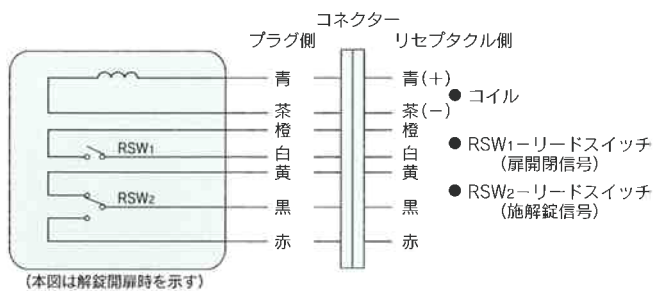 コネクター
プラグ側
リセプタクル側
青
青(+)
● コイル
茶
茶(−)
橙
橙
RSW1
白
白
● RSW1−リードスイッチ
(扉開閉信号)
黄
黄
RSW2
黒
黒
● RSW2−リードスイッチ
(施解錠信号)
赤
赤
(本図は解錠開扉時を示す)